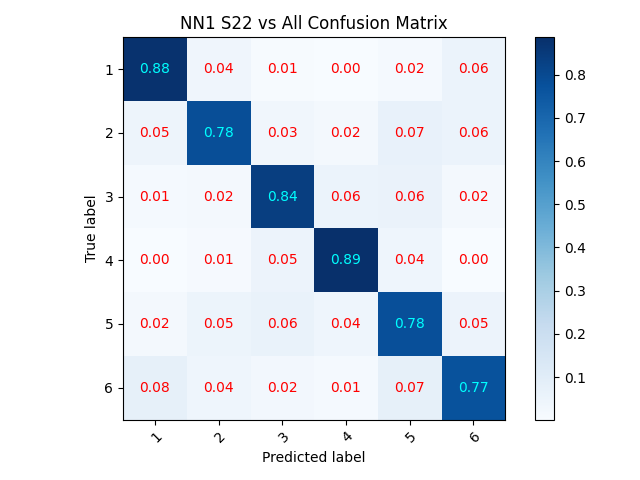 NN1 S22 vs All Confusion Matrix
1 0.88 0.04 0.01 0.00 0.02 0.06
2 0.05 0.78 0.03 0.02 0.07 0.06
3 0.01 0.02 0.84 0.06 0.06 0.02
4 0.00 0.01 0.05 0.89 0.04 0.00
5 0.02 0.05 0.06 0.04 0.78 0.05
6 0.08 0.04 0.02 0.01 0.07 0.77
1 2 3 4 5 6
True label
Predicted label
0.8
0.7
0.6
0.5
0.4
0.3
0.2
0.1